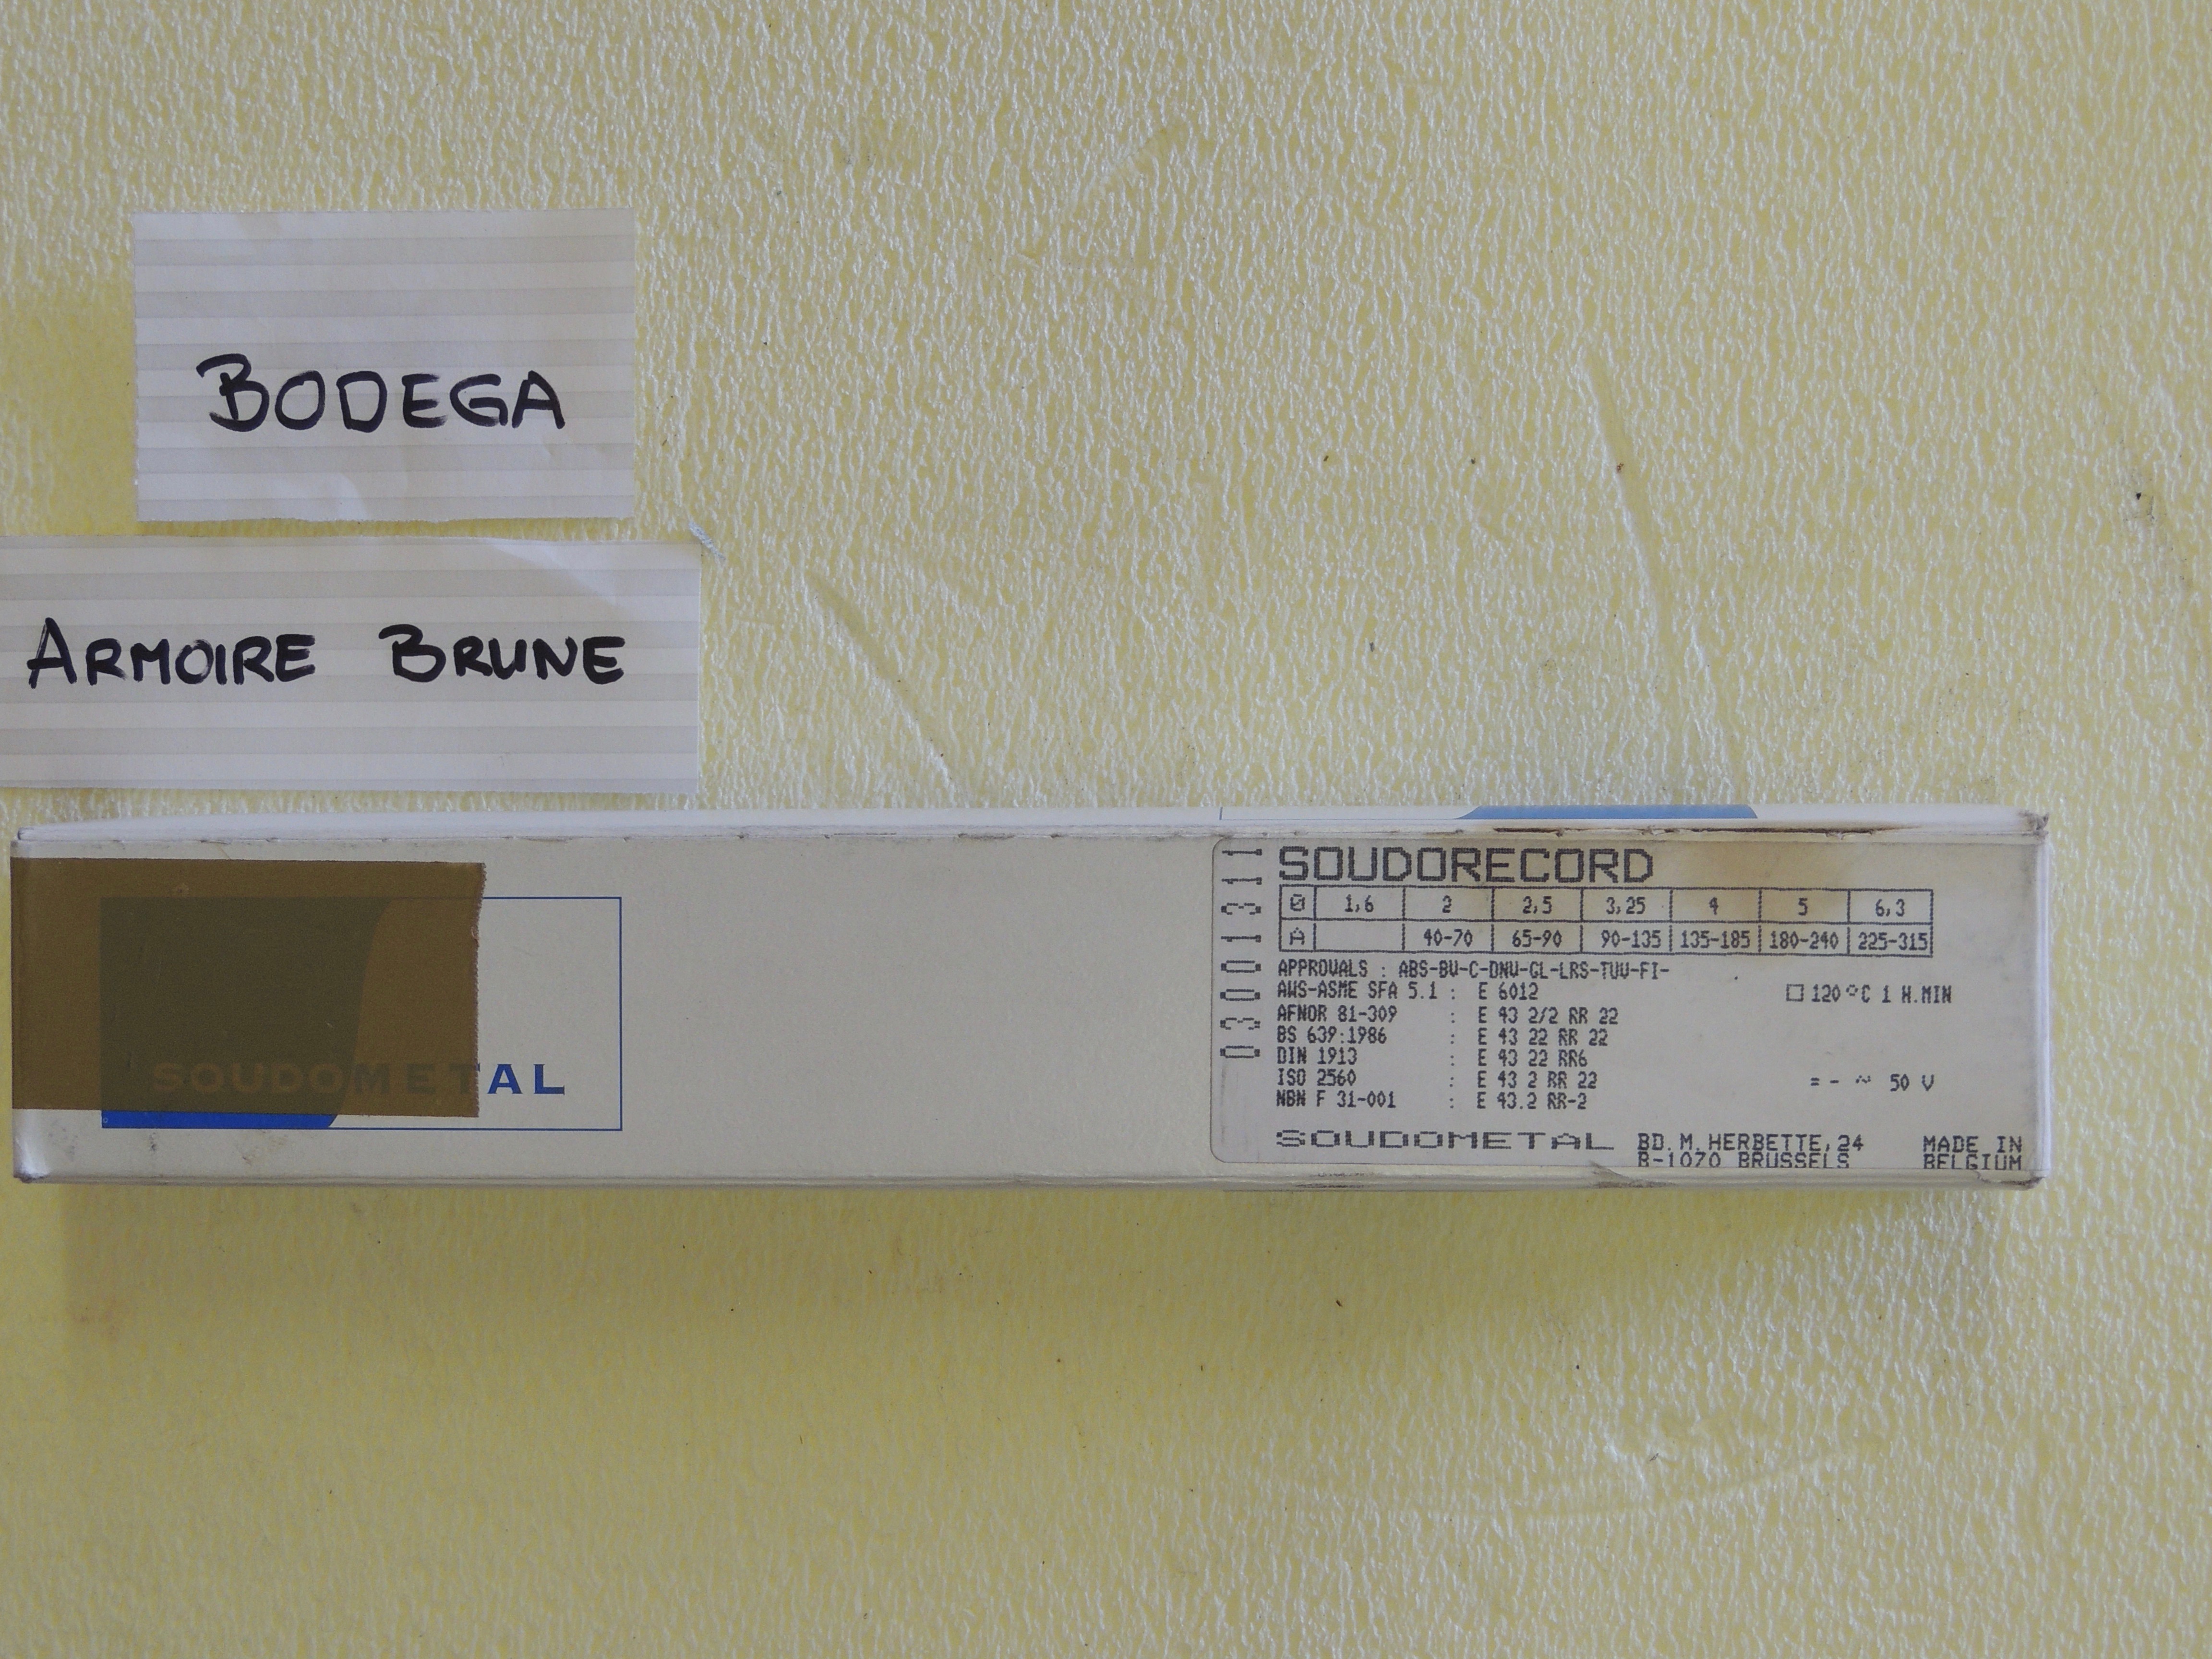 BODEGA
ARMOIRE BRUNE
SOUDOMETAL
03001311
SOUDORECORD
Ø 1,6 2 2,5 3,25 4 5 6,3
A 40-70 65-90 90-135 135-185 180-240 225-315
APPROVALS : ABS-BV-C-DNV-GL-LRS-TUV-FI-
AWS-ASME SFA 5.1 : E 6012 □ 120°C 1 H.MIN
AFNOR 81-309 : E 43 2/2 RR 22
BS 639:1986 : E 43 22 RR 22
DIN 1913 : E 43 22 RR6
ISO 2560 : E 43 2 RR 22 = - ~ 50 V
NBN F 31-001 : E 43.2 RR-2
SOUDOMETAL BD. M. HERBETTE, 24 MADE IN
B-1070 BRUSSELS BELGIUM